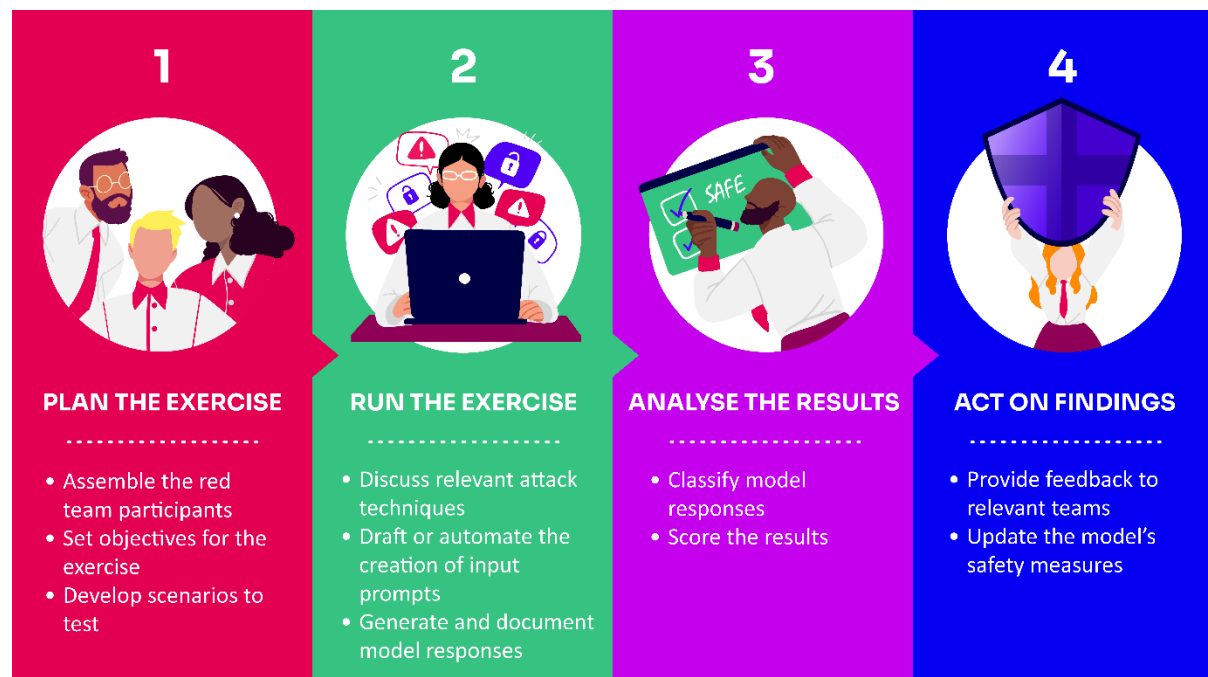 1
PLAN THE EXERCISE
• Assemble the red
team participants
• Set objectives for the
exercise
• Develop scenarios to
test
2
RUN THE EXERCISE
• Discuss relevant attack
techniques
• Draft or automate the
creation of input
prompts
• Generate and document
model responses
3
SAFE
ANALYSE THE RESULTS
• Classify model
responses
• Score the results
4
ACT ON FINDINGS
• Provide feedback to
relevant teams
• Update the model's
safety measures